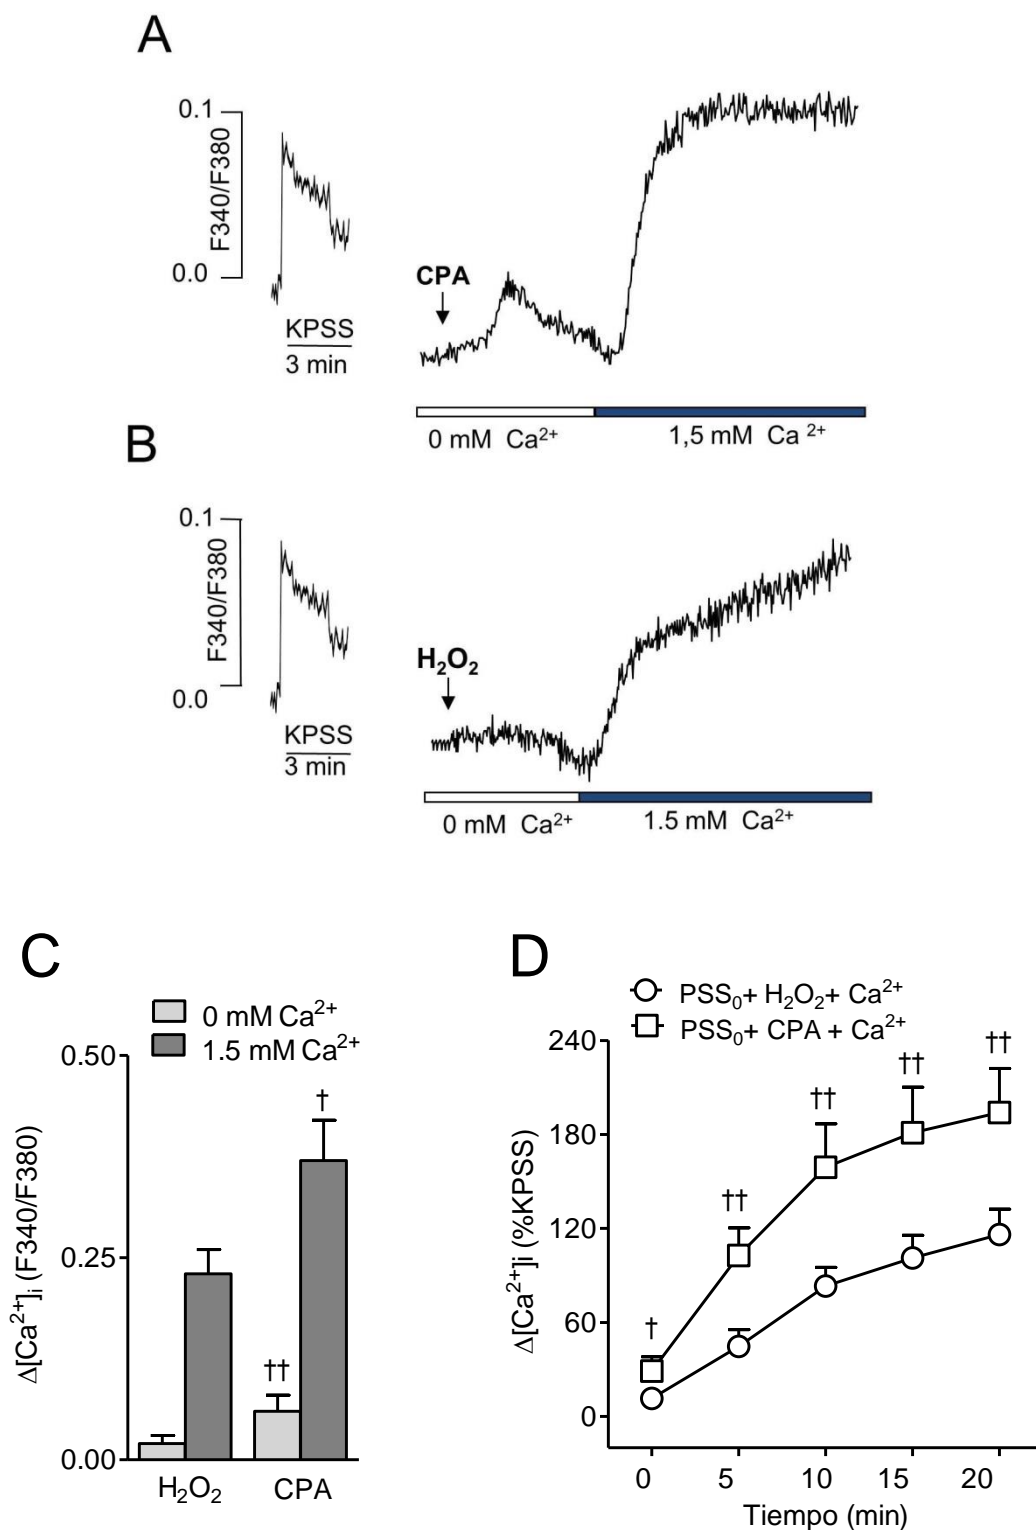 A
0.1
F340/F380
0.0
KPSS
3 min
CPA
0 mM Ca²⁺
1,5 mM Ca ²⁺
B
0.1
F340/F380
0.0
KPSS
3 min
H₂O₂
0 mM Ca²⁺
1.5 mM Ca²⁺
C
0 mM Ca²⁺
1.5 mM Ca²⁺
0.50
0.25
0.00
Δ[Ca²⁺]ᵢ (F340/F380)
††
†
H₂O₂
CPA
D
PSS₀+ H₂O₂+ Ca²⁺
PSS₀+ CPA + Ca²⁺
240
180
120
60
0
Δ[Ca²⁺]i (%KPSS)
†
††
††
††
††
0 5 10 15 20
Tiempo (min)